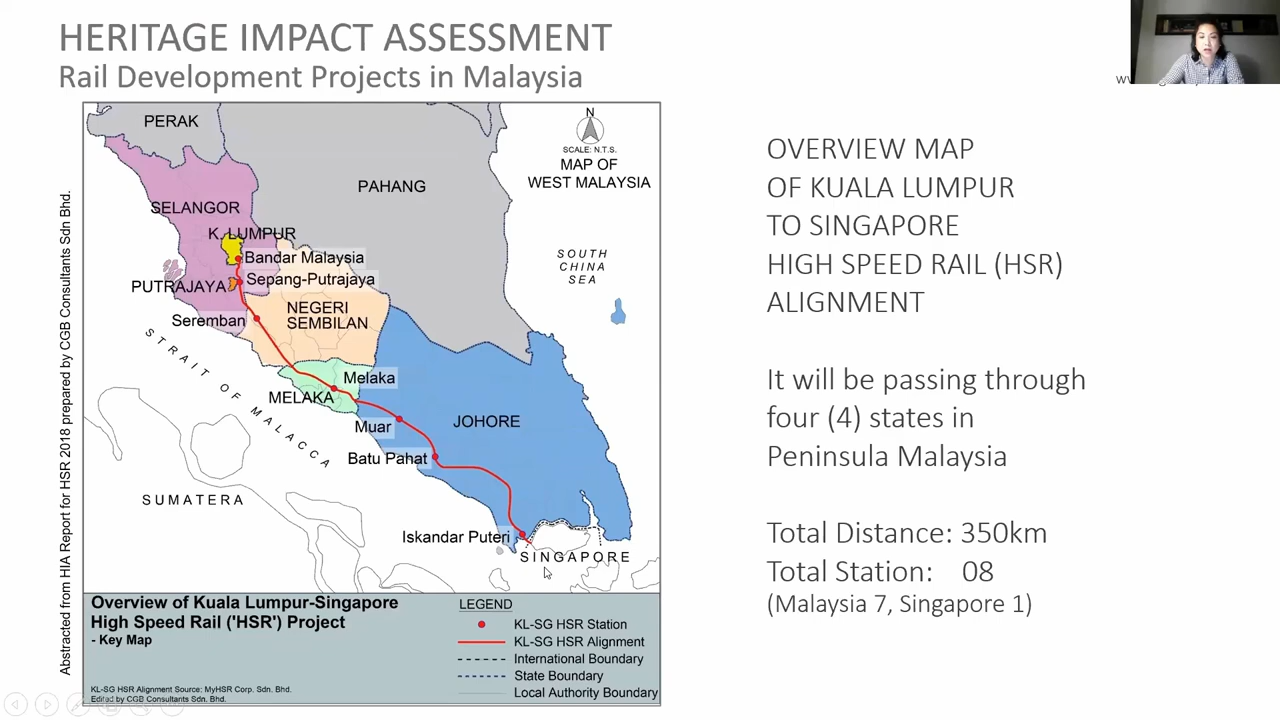 HERITAGE IMPACT ASSESSMENT
Rail Development Projects in Malaysia
Abstracted from HIA Report for HSR 2018 prepared by CGB Consultants Sdn Bhd.
PERAK
PAHANG
SELANGOR
K. LUMPUR
Bandar Malaysia
Sepang-Putrajaya
PUTRAJAYA
NEGERI
SEMBILAN
Seremban
STRAIT OF MALACCA
Melaka
MELAKA
Muar
JOHORE
Batu Pahat
SUMATERA
Iskandar Puteri
SINGAPORE
N
SCALE: N.T.S.
MAP OF
WEST MALAYSIA
SOUTH
CHINA
SEA
Overview of Kuala Lumpur-Singapore
High Speed Rail ('HSR') Project
- Key Map
KL-SG HSR Alignment Source: MyHSR Corp. Sdn. Bhd.
Edited by CGB Consultants Sdn. Bhd.
LEGEND
KL-SG HSR Station
KL-SG HSR Alignment
International Boundary
State Boundary
Local Authority Boundary
OVERVIEW MAP
OF KUALA LUMPUR
TO SINGAPORE
HIGH SPEED RAIL (HSR)
ALIGNMENT
It will be passing through
four (4) states in
Peninsula Malaysia
Total Distance: 350km
Total Station: 08
(Malaysia 7, Singapore 1)